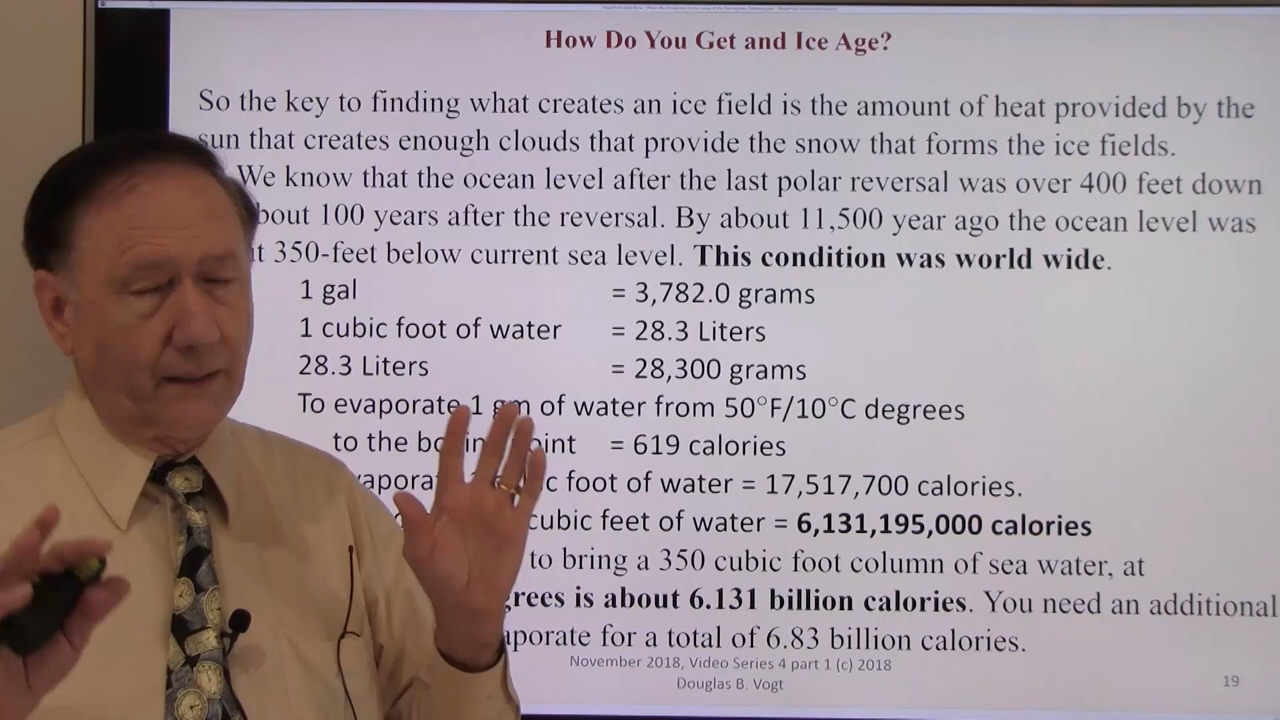 How Do You Get and Ice Age?
So the key to finding what creates an ice field is the amount of heat provided by the
sun that creates enough clouds that provide the snow that forms the ice fields.
We know that the ocean level after the last polar reversal was over 400 feet down
bout 100 years after the reversal. By about 11,500 year ago the ocean level was
350-feet below current sea level. This condition was world wide.
1 gal = 3,782.0 grams
1 cubic foot of water = 28.3 Liters
28.3 Liters = 28,300 grams
To evaporate 1 gm of water from 50°F/10°C degrees
to the = 619 calories
foot of water = 17,517,700 calories.
cubic feet of water = 6,131,195,000 calories
to bring a 350 cubic foot column of sea water, at
is about 6.131 billion calories. You need an additional
for a total of 6.83 billion calories.
November 2018, Video Series 4 part 1 (c) 2018
Douglas B. Vogt
19